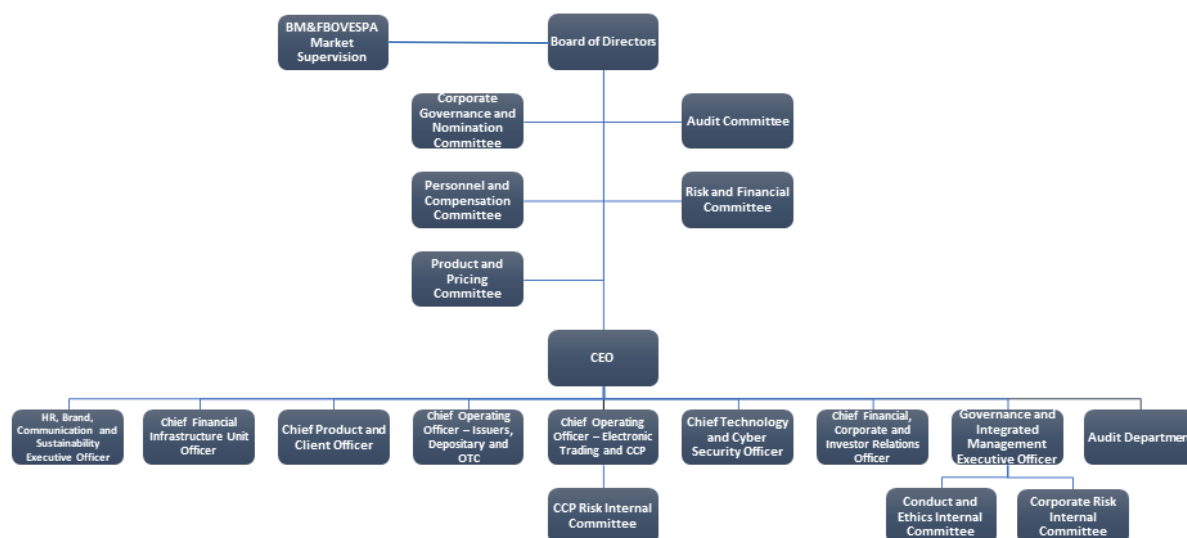 BM&FBOVESPA
Market
Supervision
Board of Directors
Corporate
Governance and
Nomination
Committee
Audit Committee
Personnel and
Compensation
Committee
Risk and Financial
Committee
Product and
Pricing
Committee
CEO
HR, Brand,
Communication and
Sustainability
Executive Officer
Chief Financial
Infrastructure Unit
Officer
Chief Product and
Client Officer
Chief Operating
Officer – Issuers,
Depositary and
OTC
Chief Operating
Officer – Electronic
Trading and CCP
Chief Technology
and Cyber
Security Officer
Chief Financial,
Corporate and
Investor Relations
Officer
Governance and
Integrated
Management
Executive Officer
Audit Department
CCP Risk Internal
Committee
Conduct and
Ethics Internal
Committee
Corporate Risk
Internal
Committee